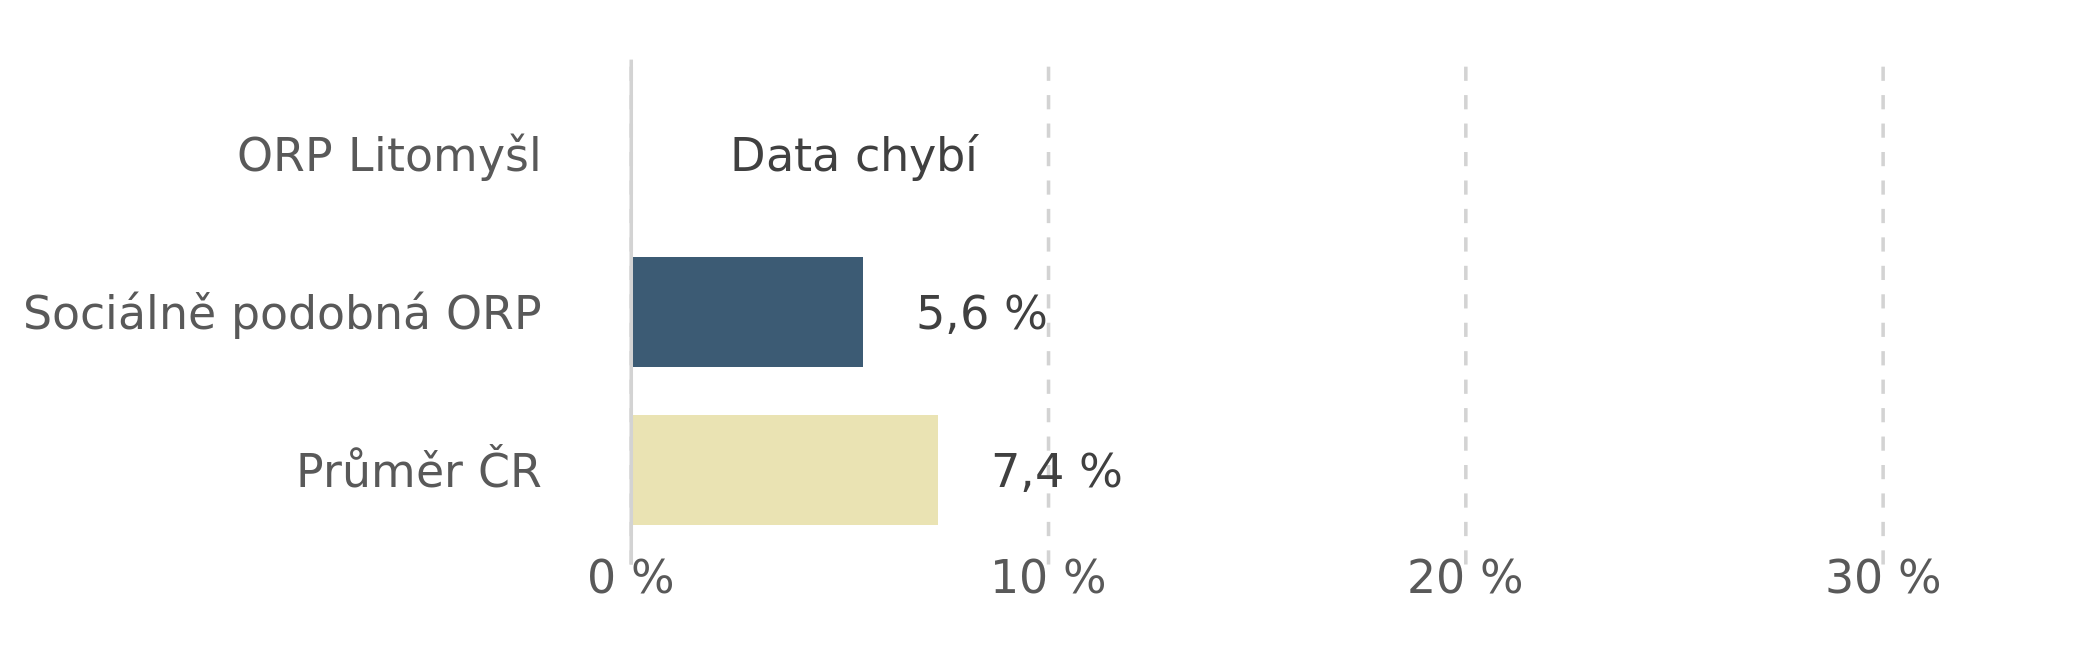 ORP Litomyšl Data chybí
Sociálně podobná ORP 5,6 %
Průměr ČR 7,4 %
0 % 10 % 20 % 30 %